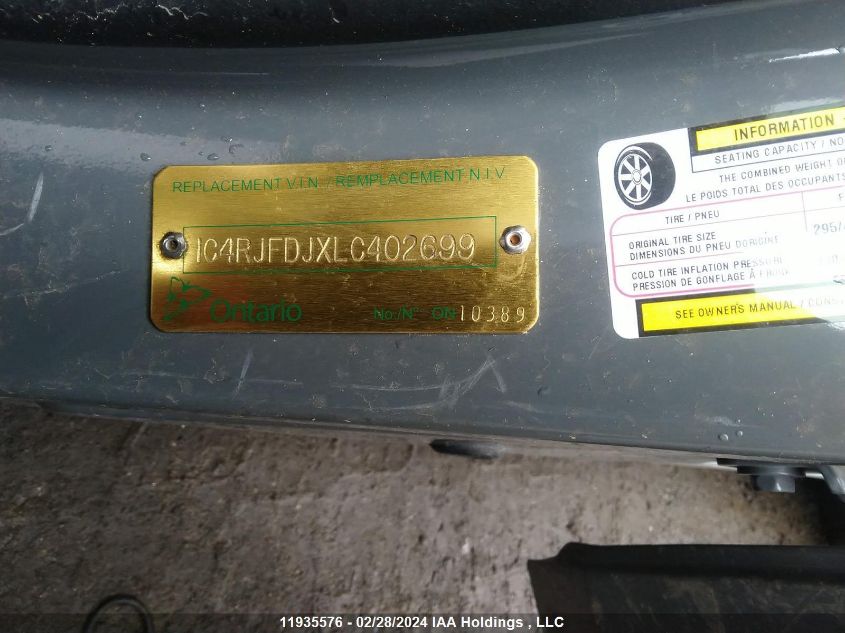 REPLACEMENT V.I.N. / REMPLACEMENT N.I.V.
1C4RJFDJXLC402699
Ontario
No./N° ON 10389
INFORMATION
SEATING CAPACITY / NO
THE COMBINED WEIGHT O
LE POIDS TOTAL DES OCCUPANTS
TIRE / PNEU
F
ORIGINAL TIRE SIZE
DIMENSIONS DU PNEU D'ORIGINE
295/
COLD TIRE INFLATION PRESSURE
PRESSION DE GONFLAGE À FROID
SEE OWNER'S MANUAL / CONS
11935576 - 02/28/2024 IAA Holdings , LLC